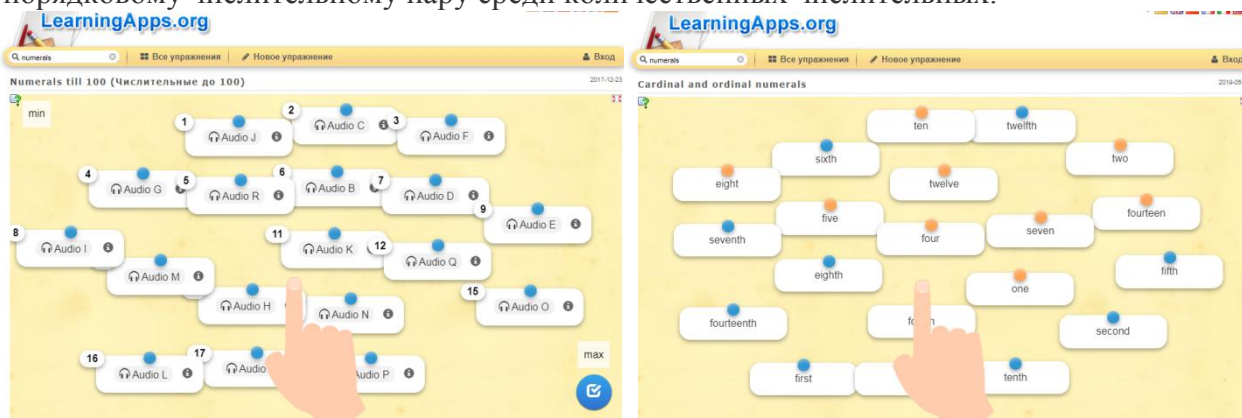 порядковому числительному пару среди количественных числительных.
LearningApps.org
numerals
Все упражнения
Новое упражнение
Вход
Numerals till 100 (Числительные до 100)
2017-12-23
min
1 Audio J
2 Audio C
3 Audio F
4 Audio G
5 Audio R
6 Audio B
7 Audio D
9 Audio E
8 Audio I
11 Audio K
12 Audio Q
Audio M
Audio H
Audio N
15 Audio O
16 Audio L
17 Audio
Audio P
max
LearningApps.org
numerals
Все упражнения
Новое упражнение
Вход
Cardinal and ordinal numerals
ten
twelfth
sixth
two
eight
twelve
five
fourteen
seventh
four
seven
eighth
fifth
one
fourteenth
second
first
tenth